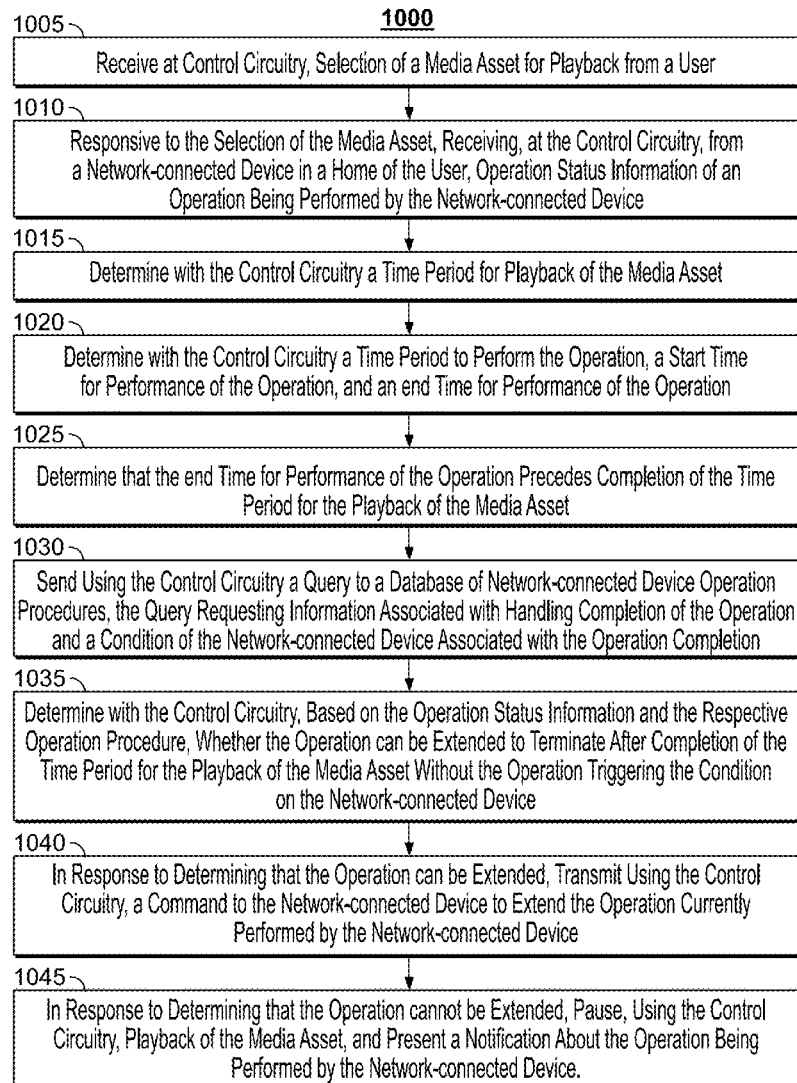 1000
1005
Receive at Control Circuitry, Selection of a Media Asset for Playback from a User
1010
Responsive to the Selection of the Media Asset, Receiving, at the Control Circuitry, from
a Network-connected Device in a Home of the User, Operation Status Information of an
Operation Being Performed by the Network-connected Device
1015
Determine with the Control Circuitry a Time Period for Playback of the Media Asset
1020
Determine with the Control Circuitry a Time Period to Perform the Operation, a Start Time
for Performance of the Operation, and an end Time for Performance of the Operation
1025
Determine that the end Time for Performance of the Operation Precedes Completion of the Time
Period for the Playback of the Media Asset
1030
Send Using the Control Circuitry a Query to a Database of Network-connected Device Operation
Procedures, the Query Requesting Information Associated with Handling Completion of the Operation
and a Condition of the Network-connected Device Associated with the Operation Completion
1035
Determine with the Control Circuitry, Based on the Operation Status Information and the Respective
Operation Procedure, Whether the Operation can be Extended to Terminate After Completion of the
Time Period for the Playback of the Media Asset Without the Operation Triggering the Condition
on the Network-connected Device
1040
In Response to Determining that the Operation can be Extended, Transmit Using the Control
Circuitry, a Command to the Network-connected Device to Extend the Operation Currently
Performed by the Network-connected Device
1045
In Response to Determining that the Operation cannot be Extended, Pause, Using the Control
Circuitry, Playback of the Media Asset, and Present a Notification About the Operation Being
Performed by the Network-connected Device.